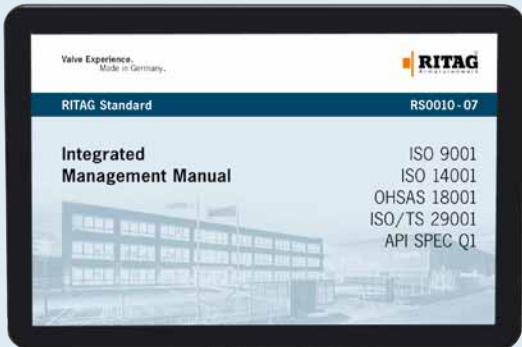 Valve Experience.
Made in Germany.
RITAG
Armaturenwerk
RITAG Standard
RS0010-07
Integrated
Management Manual
ISO 9001
ISO 14001
OHSAS 18001
ISO/TS 29001
API SPEC Q1